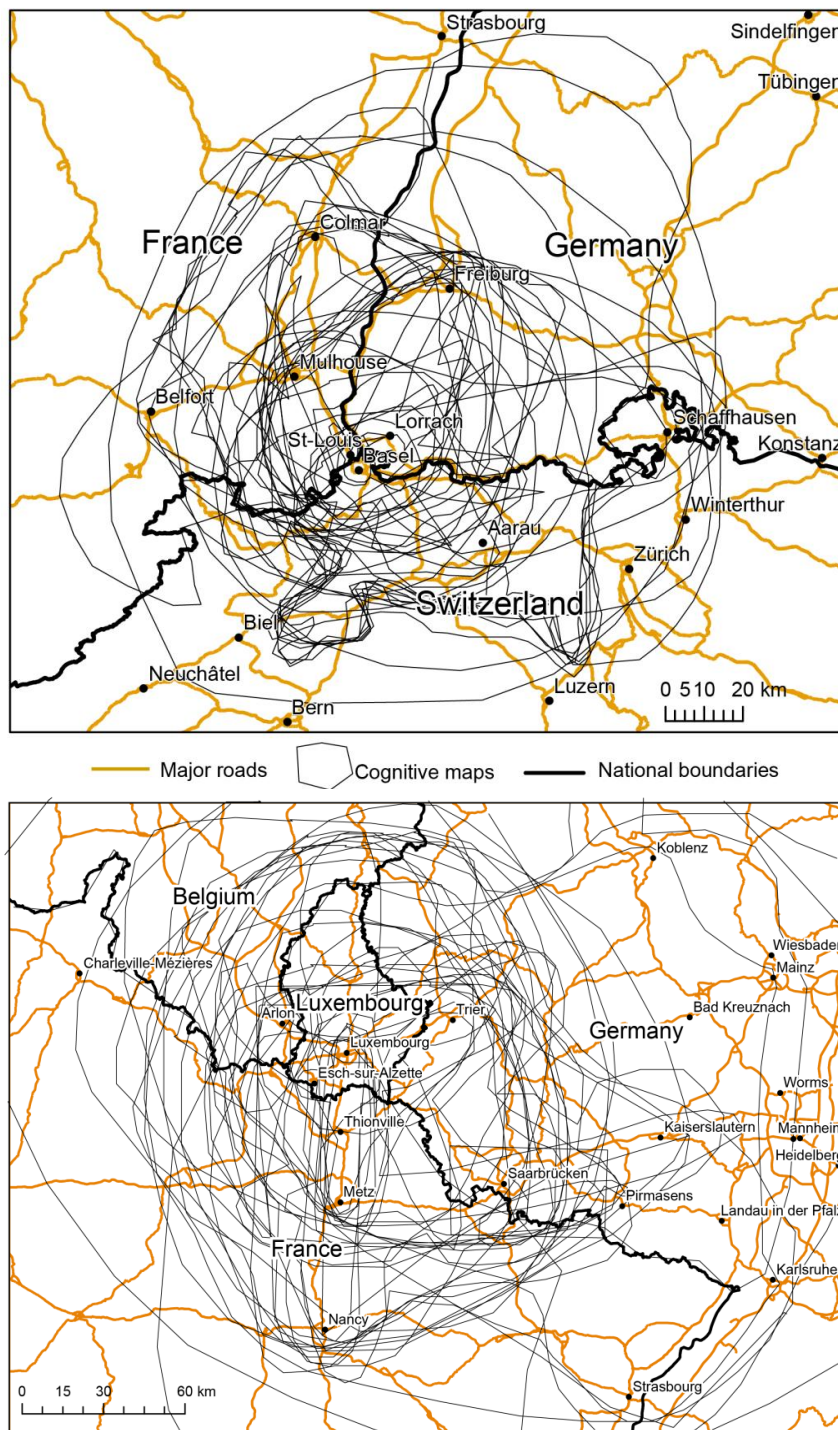 Strasbourg
Sindelfingen
Tübingen
Colmar
France
Germany
Freiburg
Mulhouse
Belfort
Lorrach
St-Louis
Schaffhausen
Basel
Konstanz
Winterthur
Aarau
Zürich
Switzerland
Biel
Neuchâtel
Luzern
0 5 10 20 km
Bern
Major roads
Cognitive maps
National boundaries
Koblenz
Belgium
Wiesbaden
Charleville-Mézières
Mainz
Luxembourg
Arlon
Trier
Bad Kreuznach
Germany
Luxembourg
Esch-sur-Alzette
Worms
Thionville
Kaiserslautern
Mannheim
Heidelberg
Saarbrücken
Metz
Pirmasens
Landau in der Pfalz
France
Karlsruhe
Nancy
Strasbourg
0 15 30 60 km